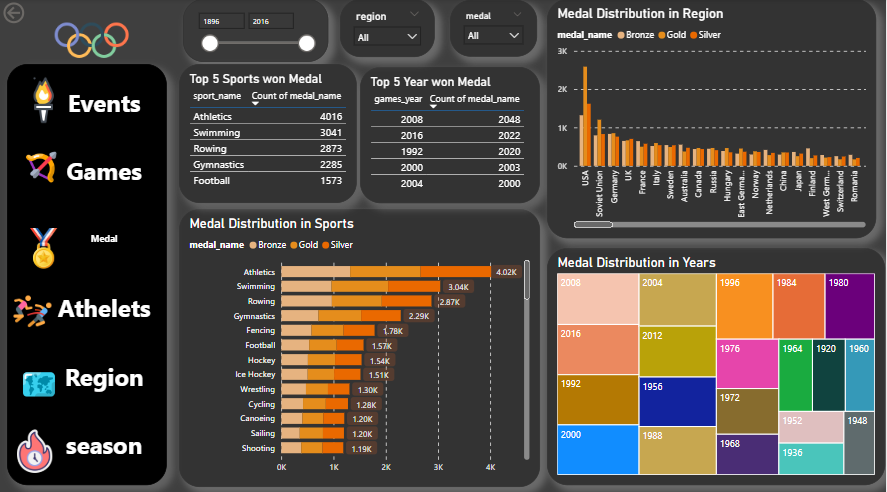 1896 2016
region
All
medal
All
Events
Games
Medal
Athelets
Region
season
Top 5 Sports won Medal
sport_name Count of medal_name
Athletics 4016
Swimming 3041
Rowing 2873
Gymnastics 2285
Football 1573
Top 5 Year won Medal
games_year Count of medal_name
2008 2048
2016 2022
1992 2020
2000 2003
2004 2000
Medal Distribution in Sports
medal_name Bronze Gold Silver
Athletics 4.02K
Swimming 3.04K
Rowing 2.87K
Gymnastics 2.29K
Fencing 1.78K
Football 1.57K
Hockey 1.54K
Ice Hockey 1.51K
Wrestling 1.30K
Cycling 1.28K
Canoeing 1.20K
Sailing 1.20K
Shooting 1.19K
0K 1K 2K 3K 4K
Medal Distribution in Region
medal_name Bronze Gold Silver
3K
2K
1K
0K
USA
Soviet Union
Germany
UK
France
Italy
Sweden
Australia
Canada
Russia
Hungary
East Germa...
Norway
Netherlands
China
Japan
Finland
West Germ...
Switzerland
Romania
Medal Distribution in Years
2008
2016
1992
2000
2004
2012
1956
1988
1996
1984
1980
1976
1972
1968
1964
1920
1960
1952
1936
1948